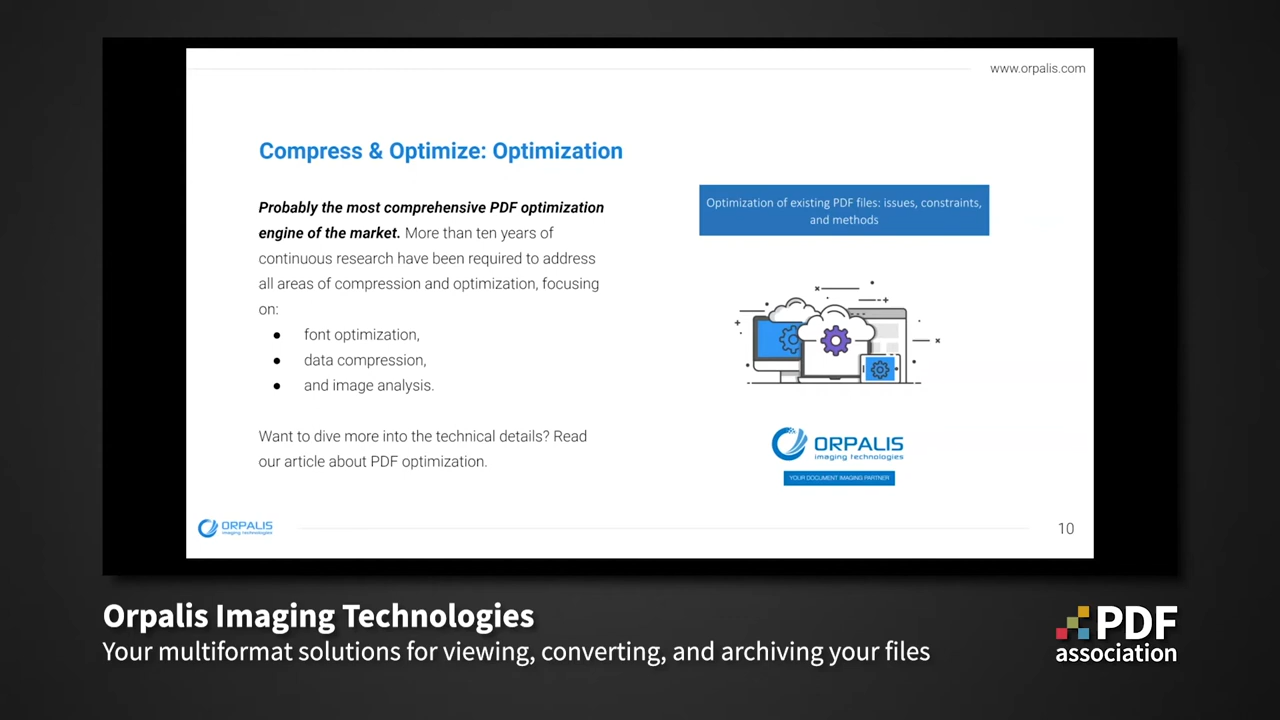 www.orpalis.com
Compress & Optimize: Optimization
Probably the most comprehensive PDF optimization
engine of the market. More than ten years of
continuous research have been required to address
all areas of compression and optimization, focusing
on:
● font optimization,
● data compression,
● and image analysis.
Want to dive more into the technical details? Read
our article about PDF optimization.
Optimization of existing PDF files: issues, constraints,
and methods
ORPALIS
imaging technologies
YOUR DOCUMENT IMAGING PARTNER
ORPALIS
imaging technologies
10
Orpalis Imaging Technologies
Your multiformat solutions for viewing, converting, and archiving your files
PDF
association